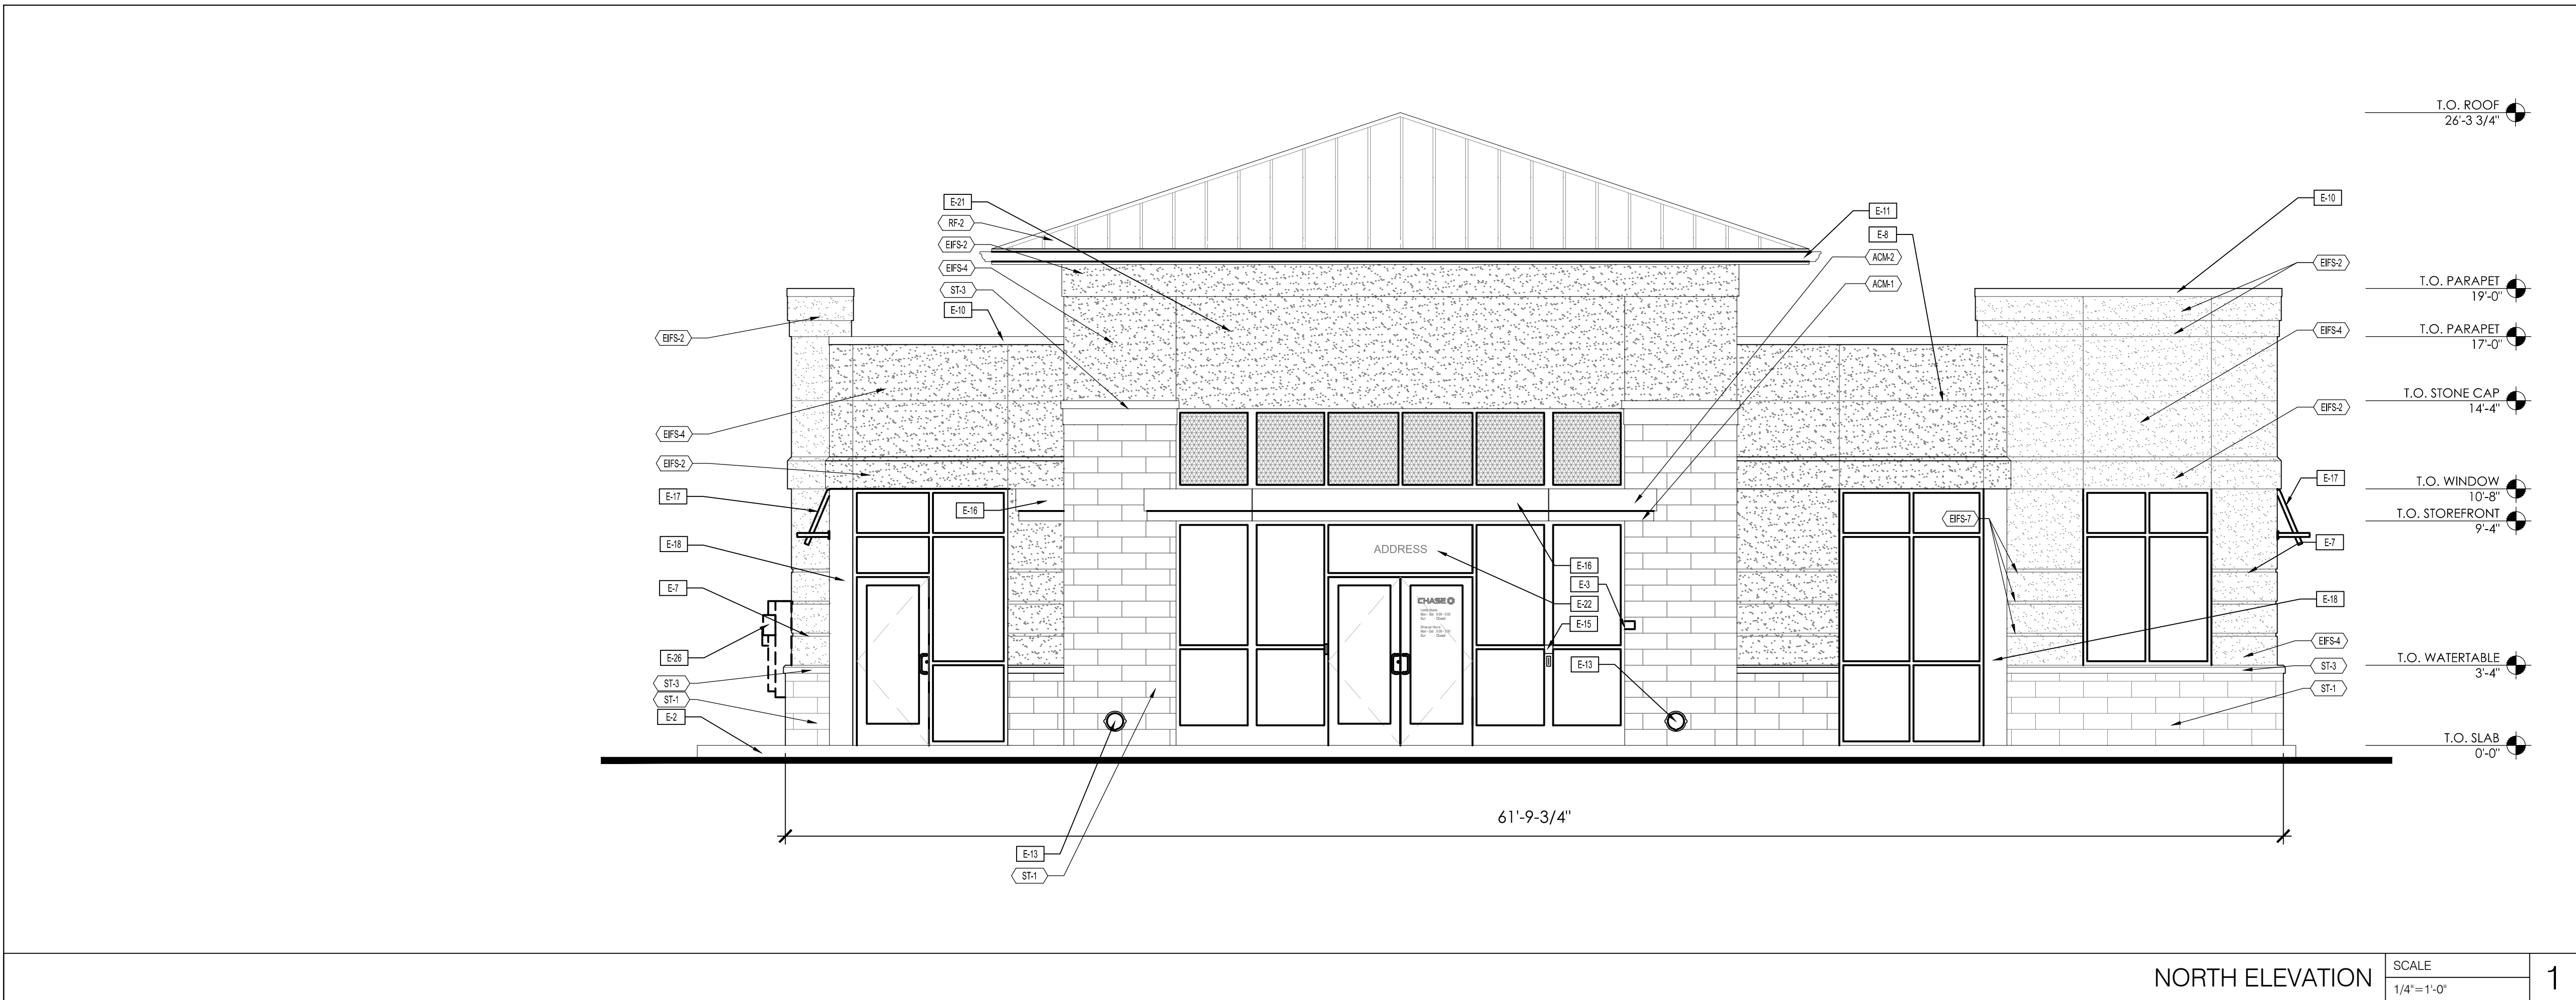 T.O. ROOF
26'-3 3/4"
E-21
RF-2
EIFS-2
EIFS-4
ST-3
E-10
E-11
E-8
ACM-2
ACM-1
E-10
EIFS-2
EIFS-4
EIFS-2
T.O. PARAPET
19'-0"
T.O. PARAPET
17'-0"
T.O. STONE CAP
14'-4"
T.O. WINDOW
10'-8"
T.O. STOREFRONT
9'-4"
EIFS-2
EIFS-4
EIFS-2
E-17
E-16
E-18
E-7
E-26
ST-3
ST-1
E-2
ADDRESS
CHASE
E-16
E-3
E-22
E-15
E-13
EIFS-7
E-17
E-7
E-18
EIFS-4
ST-3
ST-1
T.O. WATERTABLE
3'-4"
T.O. SLAB
0'-0"
61'-9-3/4"
E-13
ST-1
NORTH ELEVATION
SCALE
1/4"=1'-0"
1